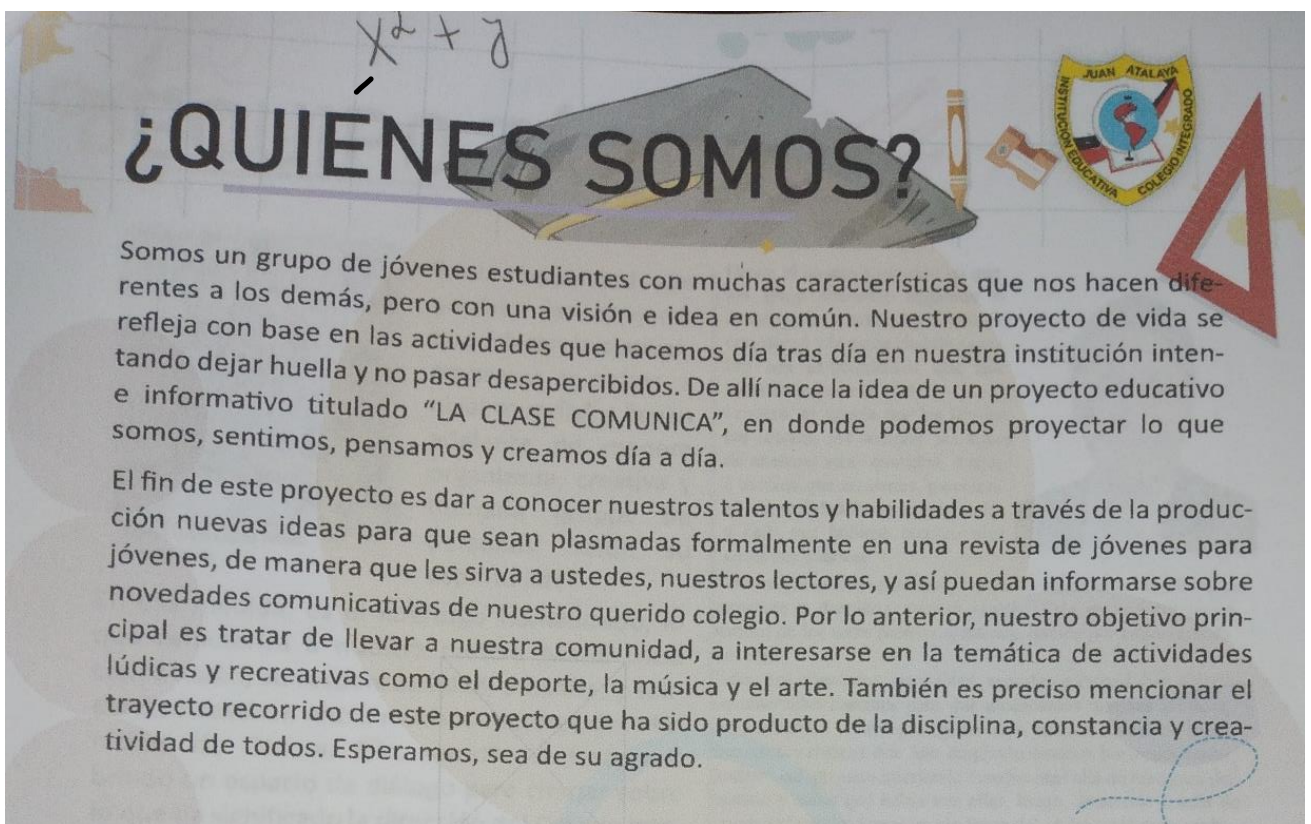 x² + y
¿QUIÉNES SOMOS?
JUAN ATALAYA
INSTITUCIÓN EDUCATIVA
COLEGIO INTEGRADO
Somos un grupo de jóvenes estudiantes con muchas características que nos hacen dife-
rentes a los demás, pero con una visión e idea en común. Nuestro proyecto de vida se
refleja con base en las actividades que hacemos día tras día en nuestra institución inten-
tando dejar huella y no pasar desapercibidos. De allí nace la idea de un proyecto educativo
e informativo titulado “LA CLASE COMUNICA”, en donde podemos proyectar lo que
somos, sentimos, pensamos y creamos día a día.
El fin de este proyecto es dar a conocer nuestros talentos y habilidades a través de la produc-
ción nuevas ideas para que sean plasmadas formalmente en una revista de jóvenes para
jóvenes, de manera que les sirva a ustedes, nuestros lectores, y así puedan informarse sobre
novedades comunicativas de nuestro querido colegio. Por lo anterior, nuestro objetivo prin-
cipal es tratar de llevar a nuestra comunidad, a interesarse en la temática de actividades
lúdicas y recreativas como el deporte, la música y el arte. También es preciso mencionar el
trayecto recorrido de este proyecto que ha sido producto de la disciplina, constancia y crea-
tividad de todos. Esperamos, sea de su agrado.